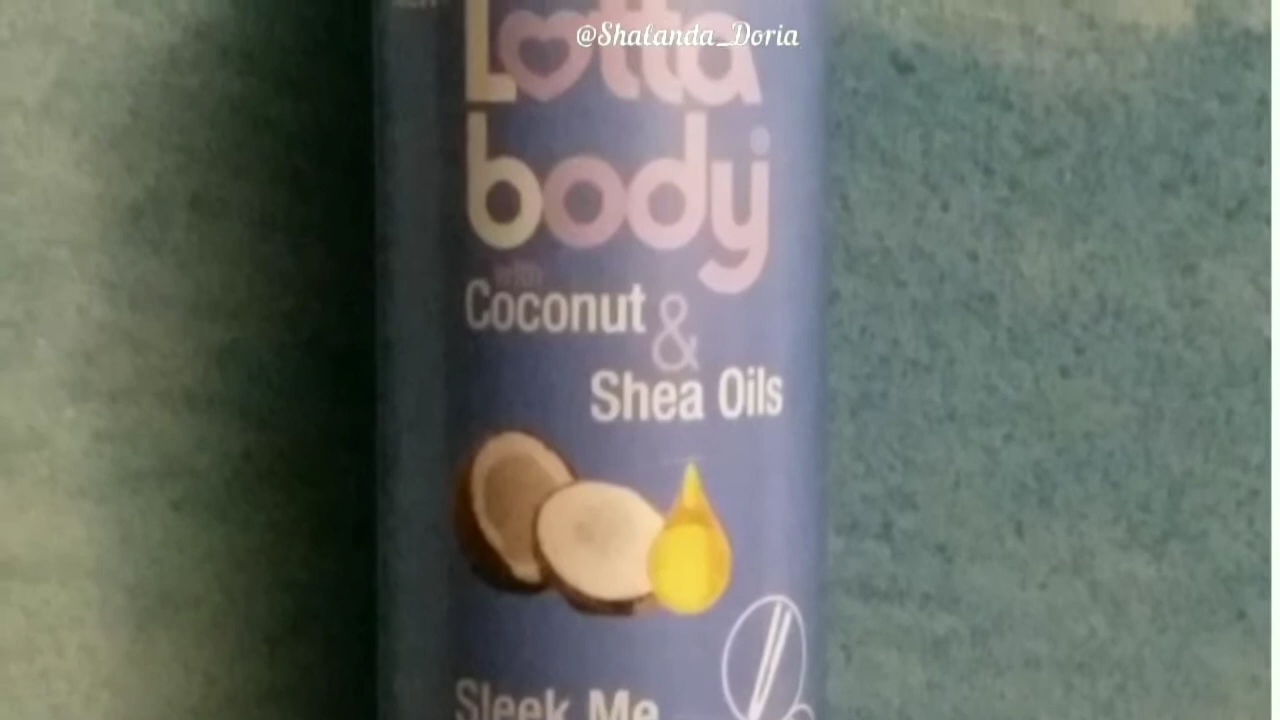 @Shalanda_Doria
Lotta
body
with
Coconut
&
Shea Oils
Sleek Me